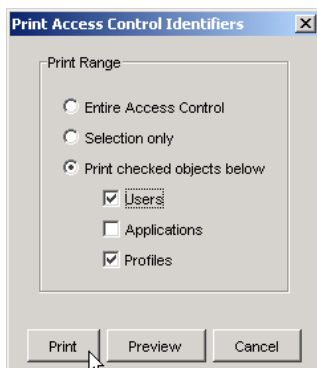 Print Access Control Identifiers
Print Range
Entire Access Control
Selection only
Print checked objects below
Users
Applications
Profiles
Print Preview Cancel